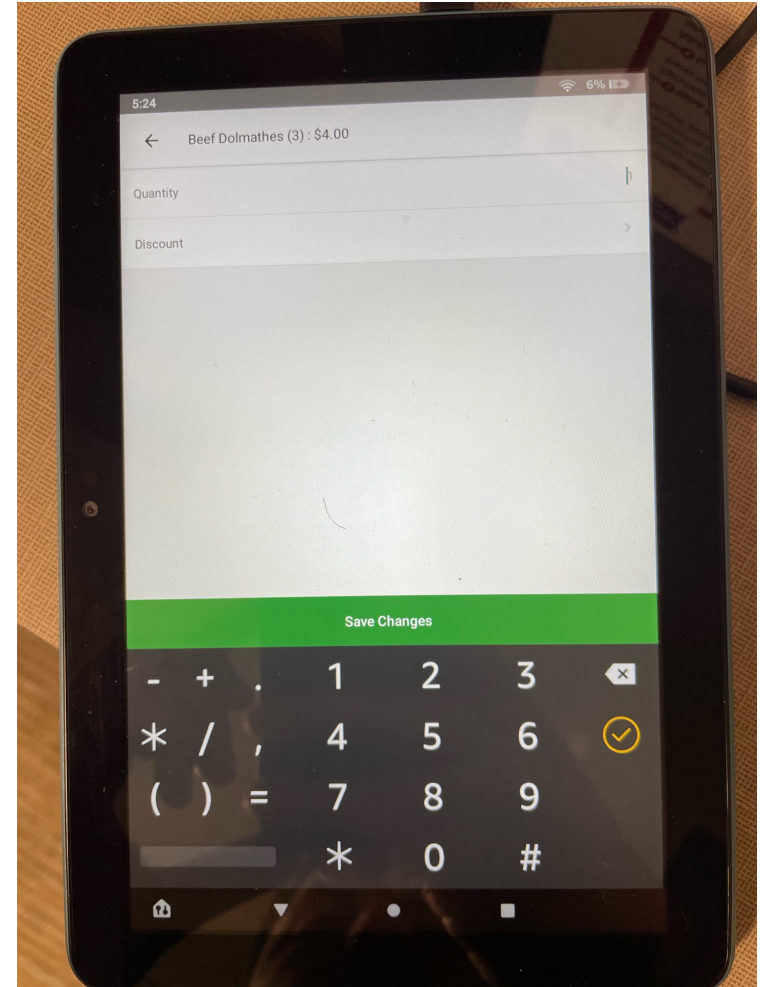 5:24 6%
← Beef Dolmathes (3) : $4.00
Quantity 1
Discount >
Save Changes
- + . 1 2 3
* / , 4 5 6
( ) = 7 8 9
* 0 #